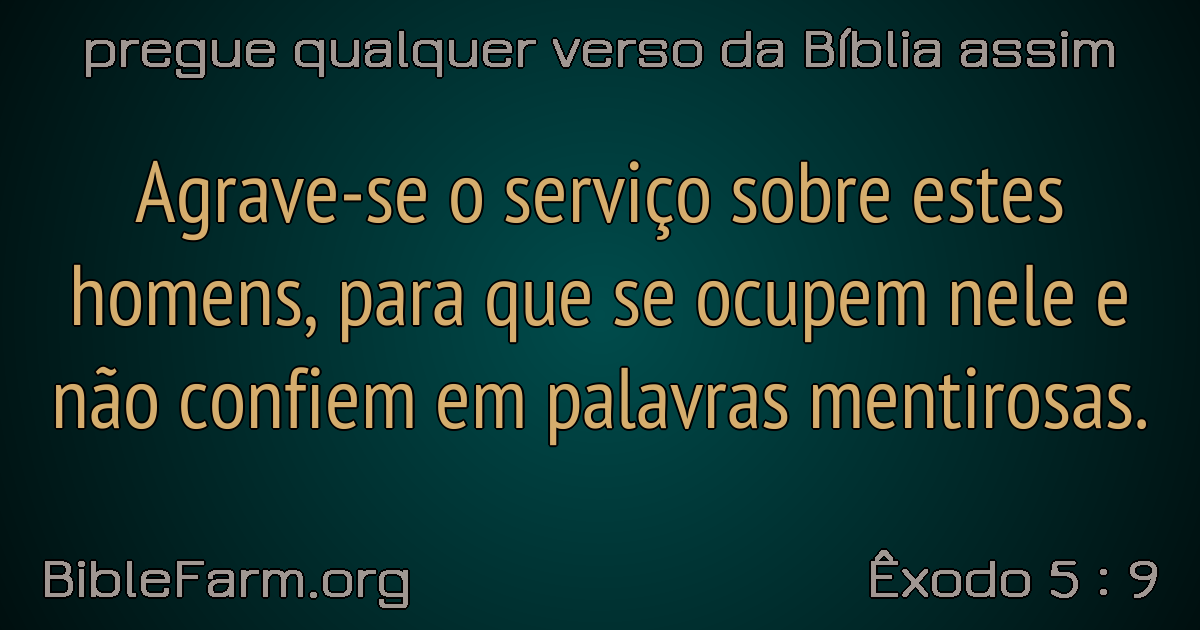 pregue qualquer verso da Bíblia assim
Agrave-se o serviço sobre estes
homens, para que se ocupem nele e
não confiem em palavras mentirosas.
BibleFarm.org
Êxodo 5 : 9